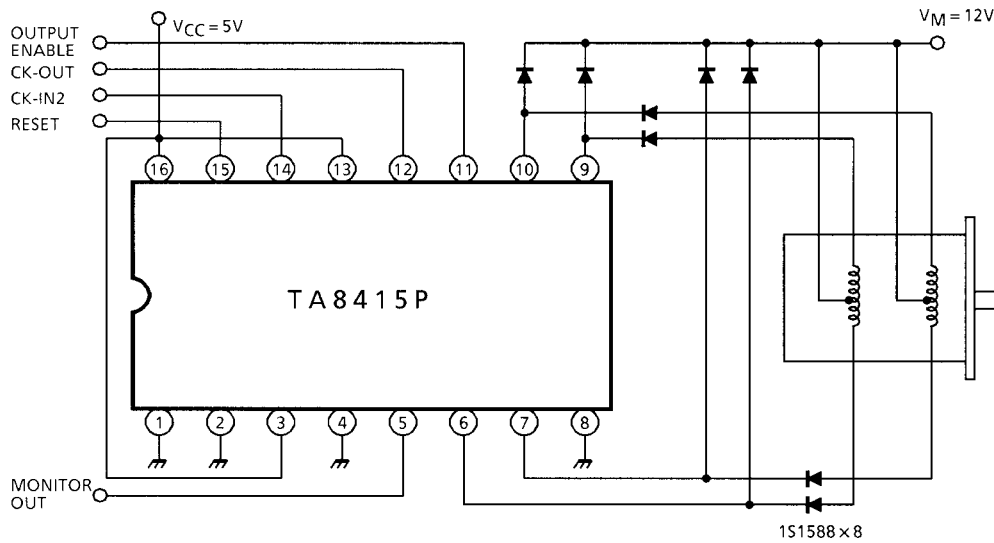 VCC = 5V
VM = 12V
OUTPUT
ENABLE
CK-OUT
CK-IN2
RESET
16 15 14 13 12 11 10 9
TA8415P
1 2 3 4 5 6 7 8
MONITOR
OUT
1S1588 × 8